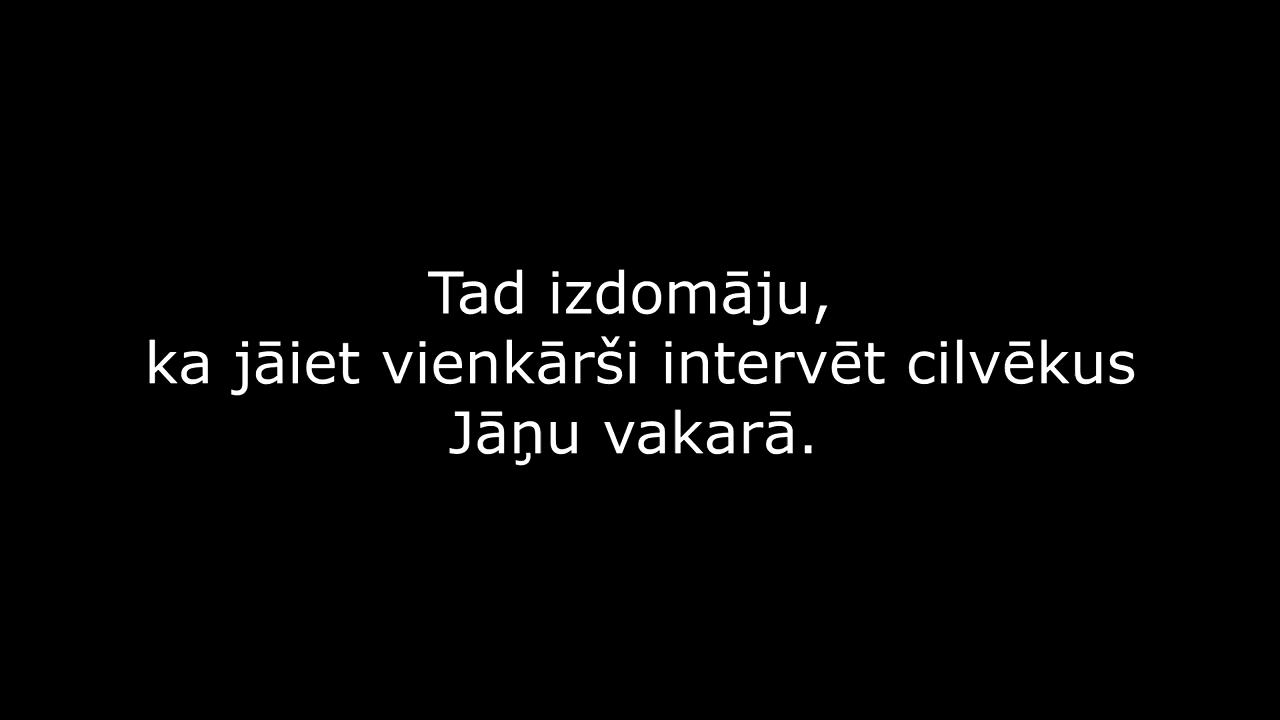 Tad izdomāju,
ka jāiet vienkārši intervēt cilvēkus
Jāņu vakarā.